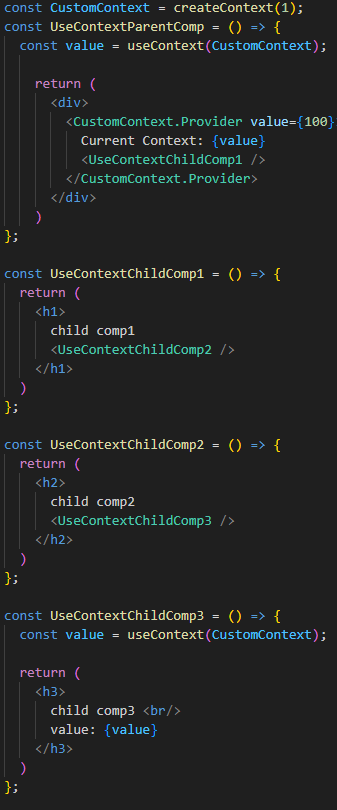 const CustomContext = createContext(1);
const UseContextParentComp = () => {
  const value = useContext(CustomContext);

    return (
      <div>
        <CustomContext.Provider value={100}
          Current Context: {value}
          <UseContextChildComp1 />
        </CustomContext.Provider>
      </div>
    )
};

const UseContextChildComp1 = () => {
  return (
    <h1>
      child comp1
      <UseContextChildComp2 />
    </h1>
  )
};

const UseContextChildComp2 = () => {
  return (
    <h2>
      child comp2
      <UseContextChildComp3 />
    </h2>
  )
};

const UseContextChildComp3 = () => {
  const value = useContext(CustomContext);

  return (
    <h3>
      child comp3 <br/>
      value: {value}
    </h3>
  )
};